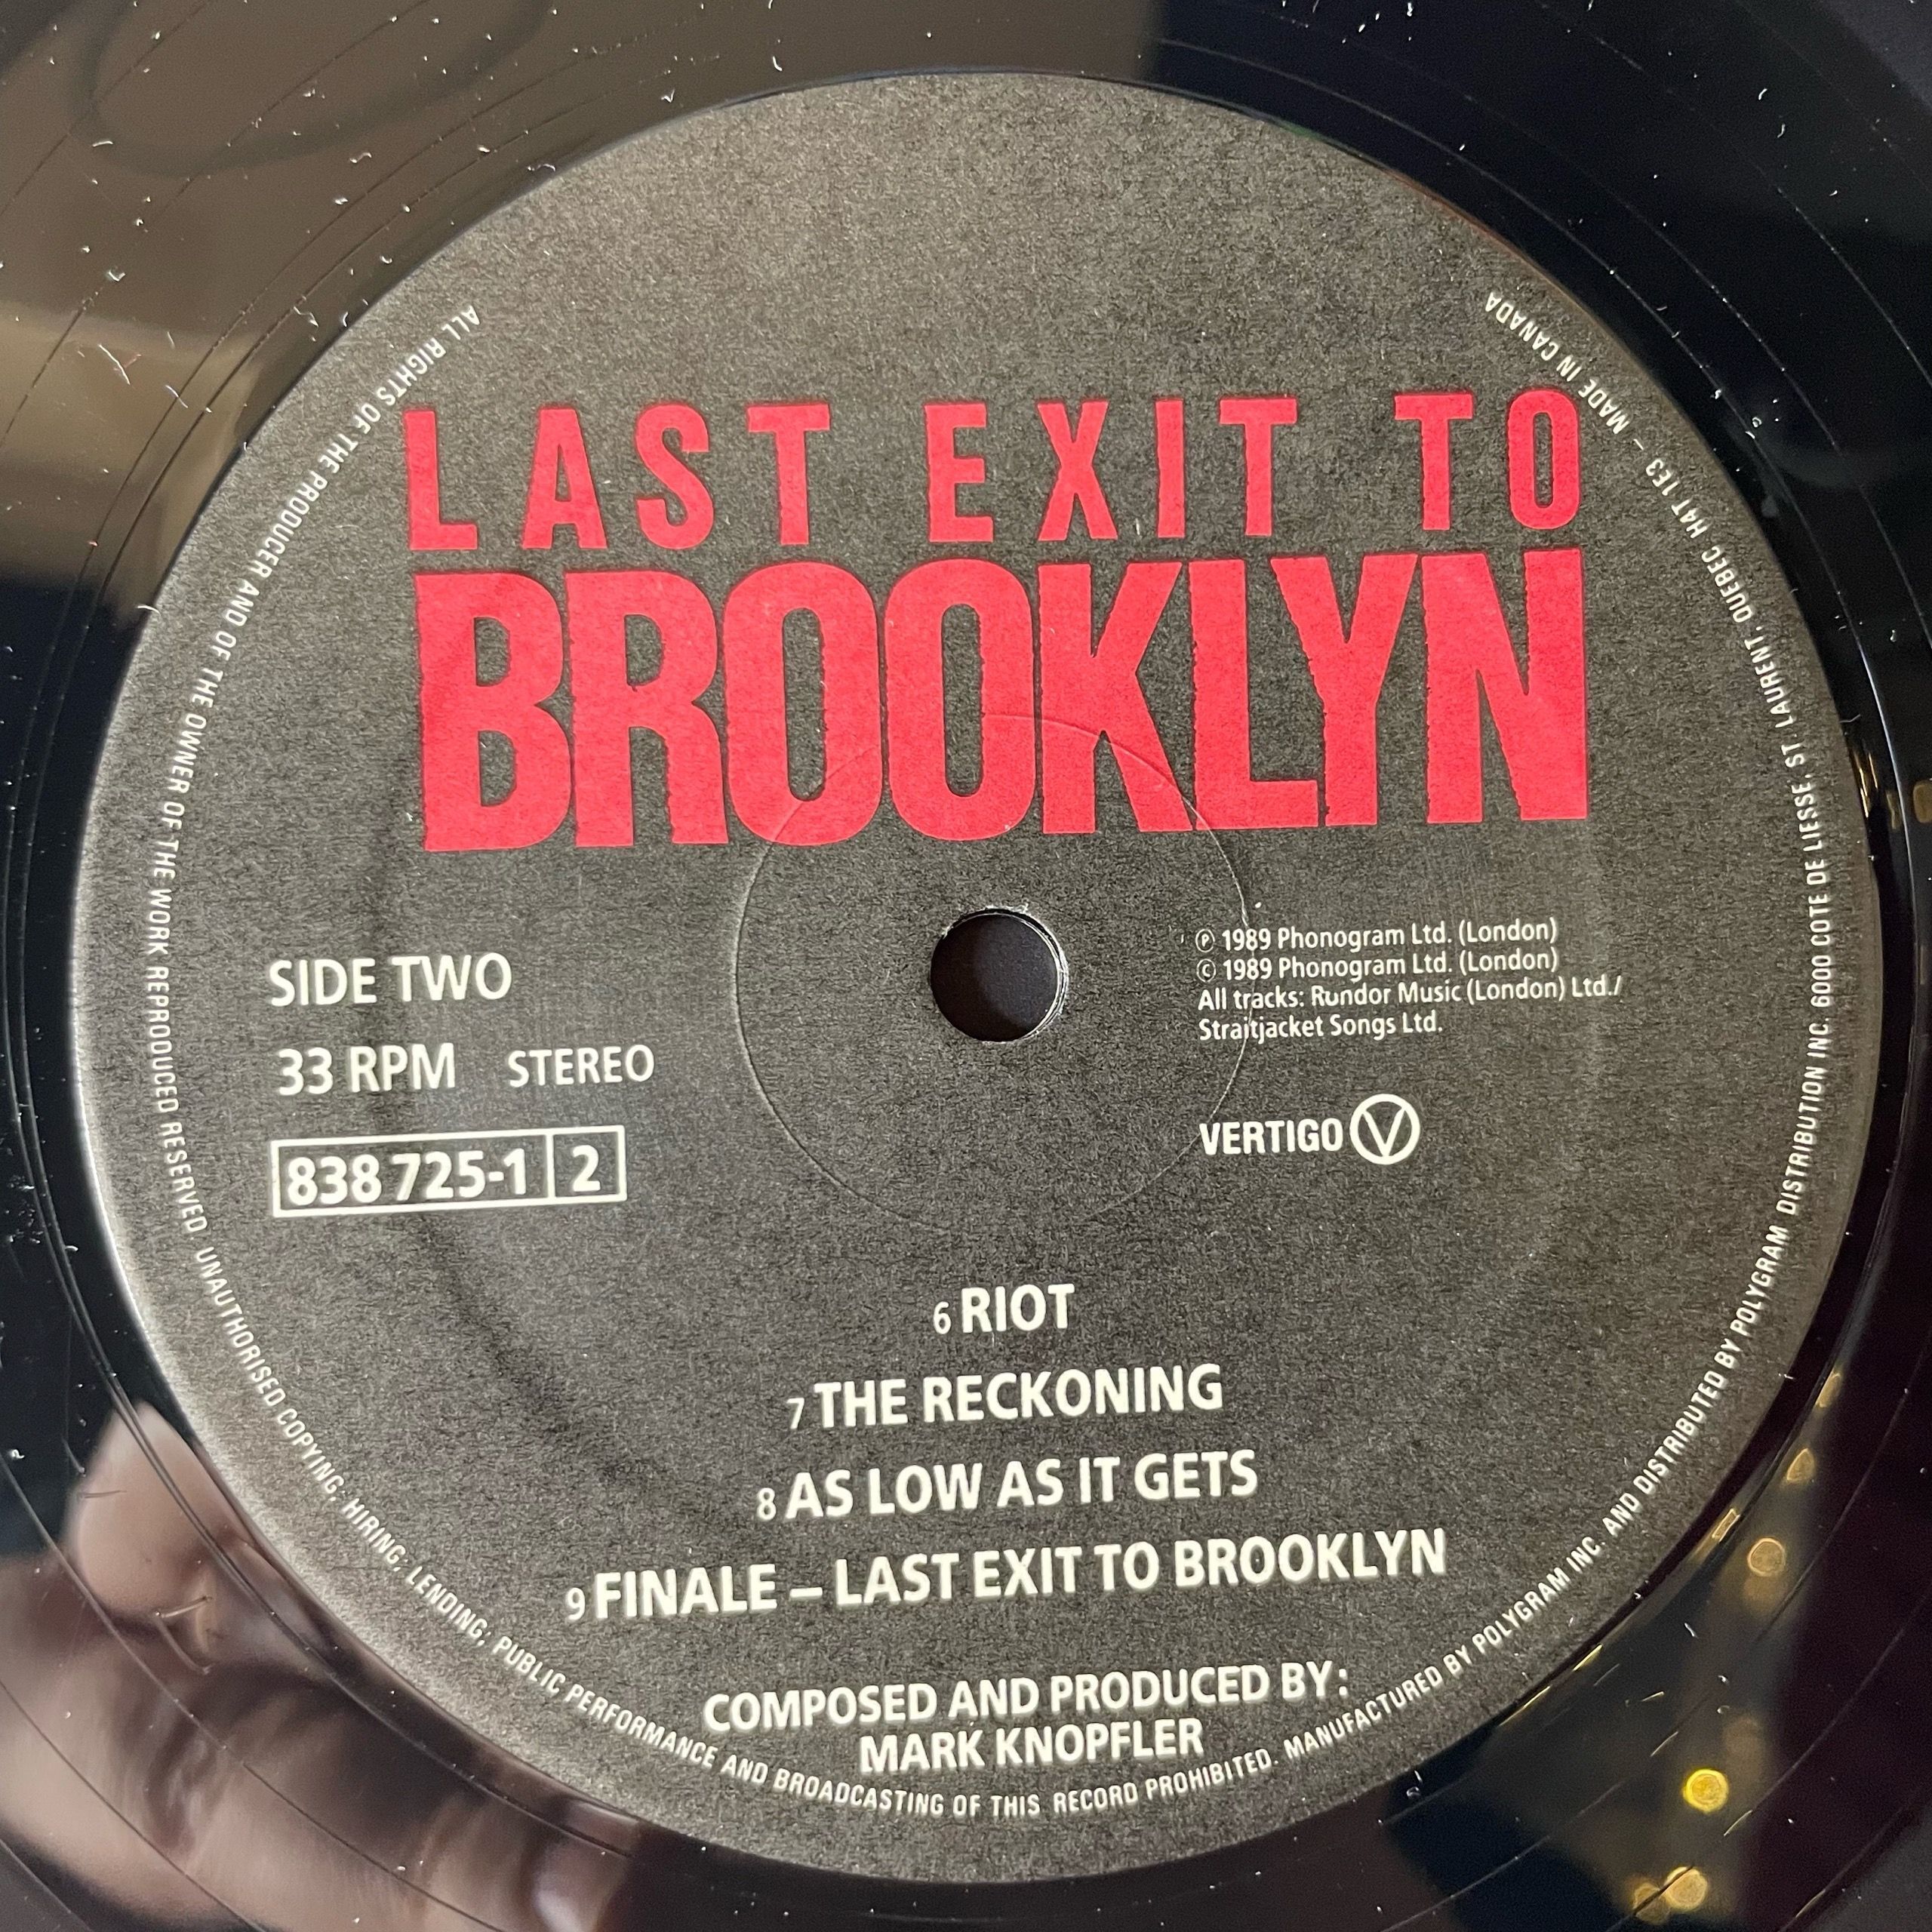 LAST EXIT TO
BROOKLYN
SIDE TWO
33 RPM STEREO
838 725-1 2
℗ 1989 Phonogram Ltd. (London)
© 1989 Phonogram Ltd. (London)
All tracks: Rundor Music (London) Ltd./
Straitjacket Songs Ltd.
VERTIGO V
6 RIOT
7 THE RECKONING
8 AS LOW AS IT GETS
9 FINALE – LAST EXIT TO BROOKLYN
COMPOSED AND PRODUCED BY:
MARK KNOPFLER
ALL RIGHTS OF THE PRODUCER AND OF THE OWNER OF THE WORK REPRODUCED RESERVED UNAUTHORISED COPYING; HIRING; LENDING; PUBLIC PERFORMANCE AND BROADCASTING OF THIS RECORD PROHIBITED. MANUFACTURED BY POLYGRAM INC. AND DISTRIBUTED BY POLYGRAM DISTRIBUTION INC. 6000 COTE DE LIESSE, ST. LAURENT, QUEBEC H4T 1E3 – MADE IN CANADA